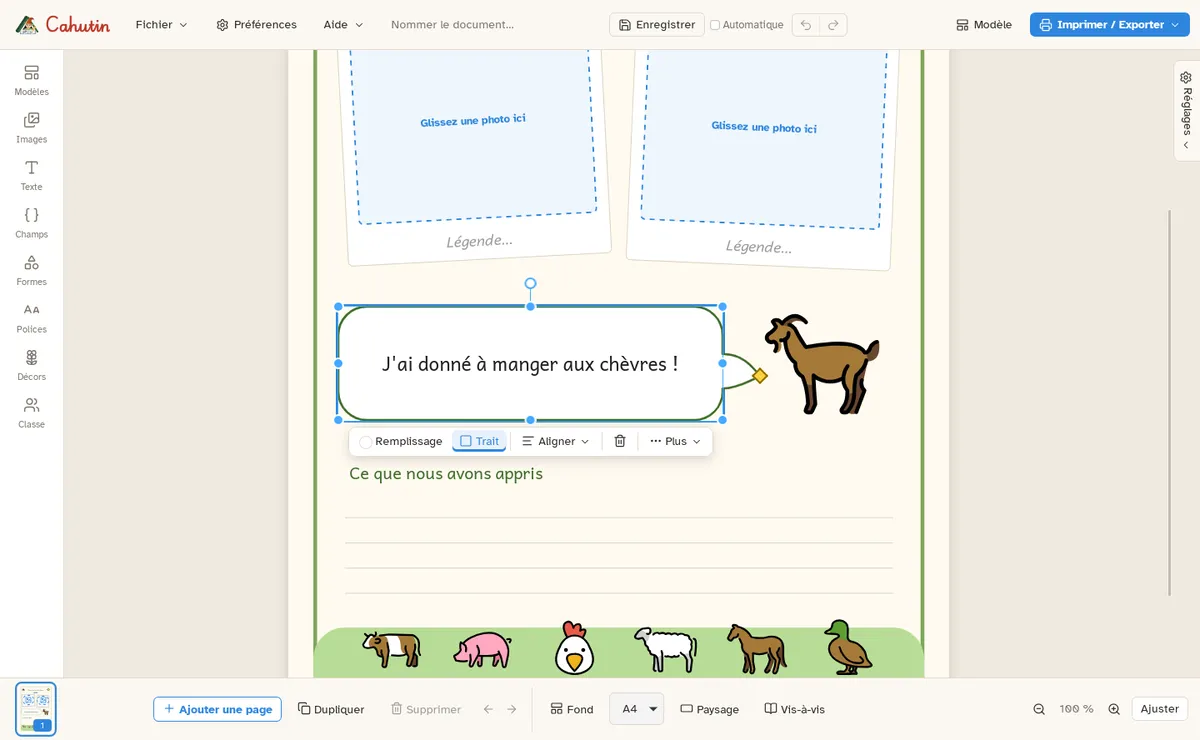 Cahutin
Fichier
Préférences
Aide
Nommer le document...
Enregistrer
Automatique
Modèle
Imprimer / Exporter
Modèles
Images
Texte
Champs
Formes
Polices
Décors
Classe
Réglages
Glissez une photo ici
Glissez une photo ici
Légende...
Légende...
J'ai donné à manger aux chèvres !
Remplissage
Trait
Aligner
Plus
Ce que nous avons appris
1
Ajouter une page
Dupliquer
Supprimer
Fond
A4
Paysage
Vis-à-vis
100 %
Ajuster